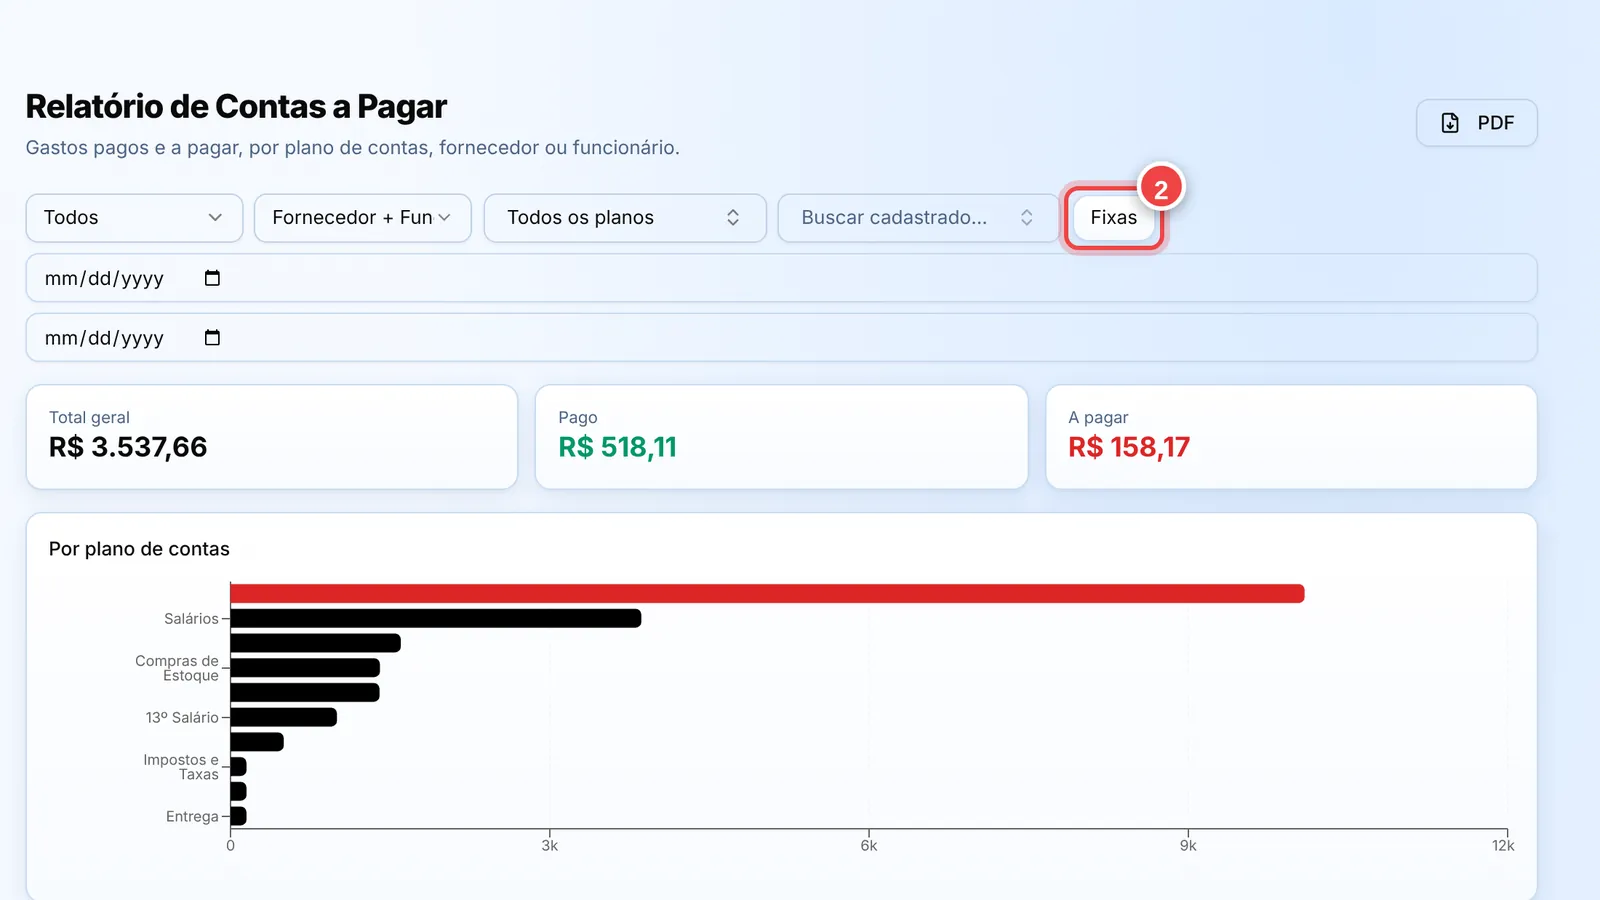 Relatório de Contas a Pagar
Gastos pagos e a pagar, por plano de contas, fornecedor ou funcionário.
PDF
2
Todos
Fornecedor + Fun
Todos os planos
Buscar cadastrado...
Fixas
mm/dd/yyyy
mm/dd/yyyy
Total geral
R$ 3.537,66
Pago
R$ 518,11
A pagar
R$ 158,17
Por plano de contas
Salários
Compras de
Estoque
13º Salário
Impostos e
Taxas
Entrega
0
3k
6k
9k
12k